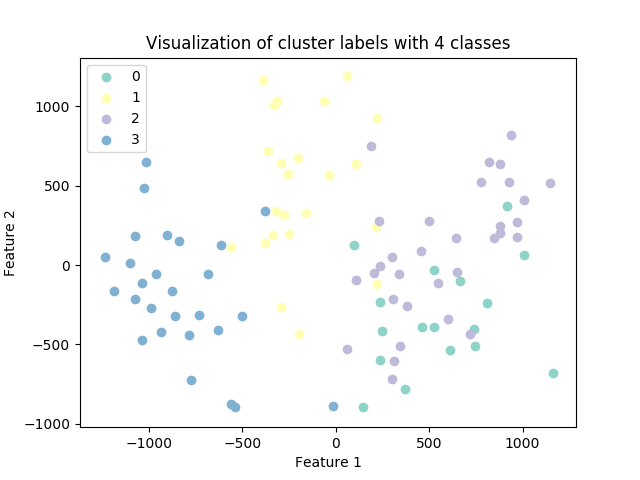 Visualization of cluster labels with 4 classes
0
1
2
3
1000
500
0
−500
−1000
Feature 2
−1000 −500 0 500 1000
Feature 1